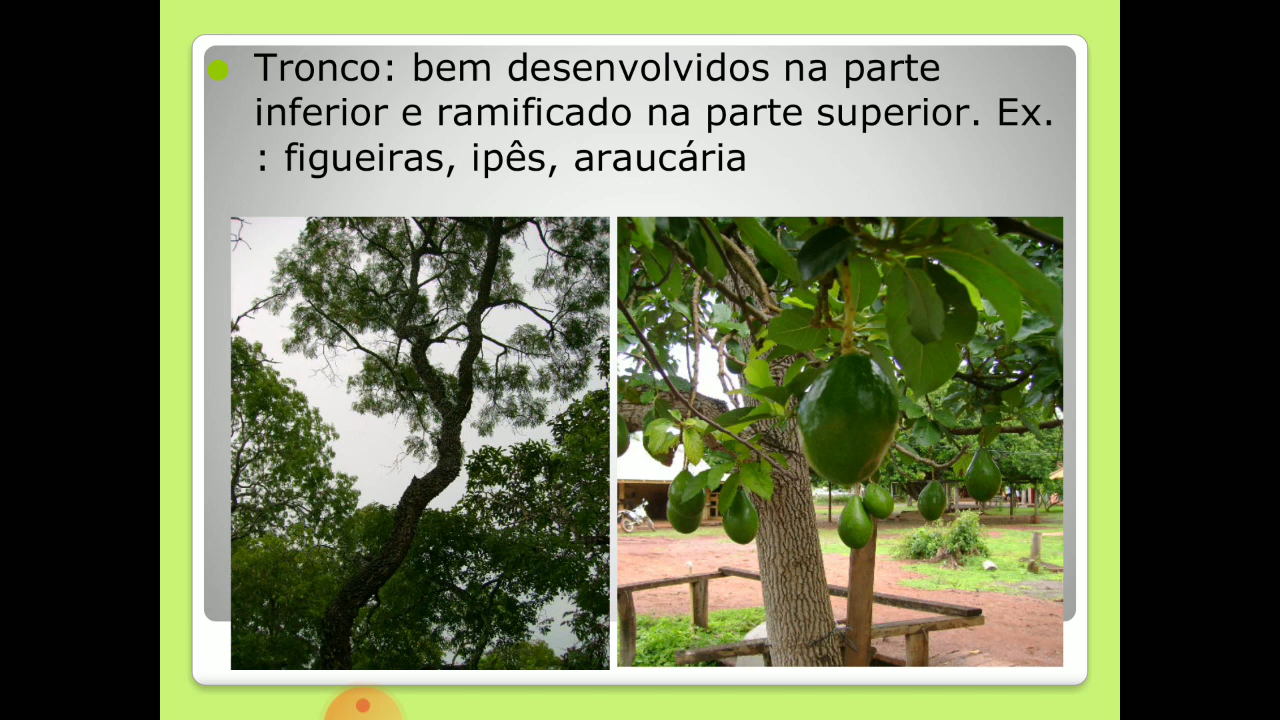 Tronco: bem desenvolvidos na parte
inferior e ramificado na parte superior. Ex.
: figueiras, ipês, araucária